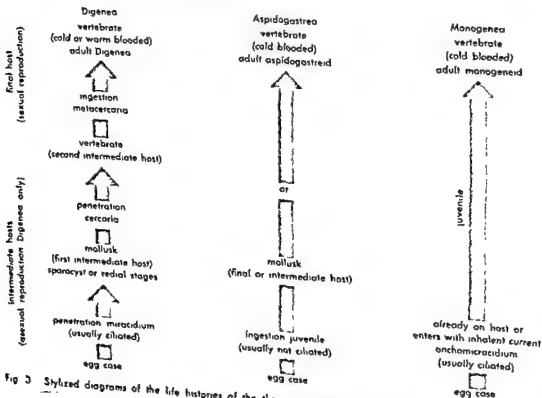 Digenea
vertebrate
(cold or warm blooded)
adult Digenea
ingestion
metacercaria
vertebrate
(second intermediate host)
penetration
cercaria
mollusk
(first intermediate host)
sporocyst or redial stages
penetration miracidium
(usually ciliated)
egg case
final host
(sexual reproduction)
intermediate hosts
(asexual reproduction Digenea only)
Aspidogastrea
vertebrate
(cold blooded)
adult aspidogastreid
or
mollusk
(final or intermediate host)
ingestion juvenile
(usually not ciliated)
egg case
Monogenea
vertebrate
(cold blooded)
adult monogeneid
juvenile
already on host or
enters with inhalent current
onchomiracidium
(usually ciliated)
egg case
Fig 3 Stylized diagrams of the life histories of the